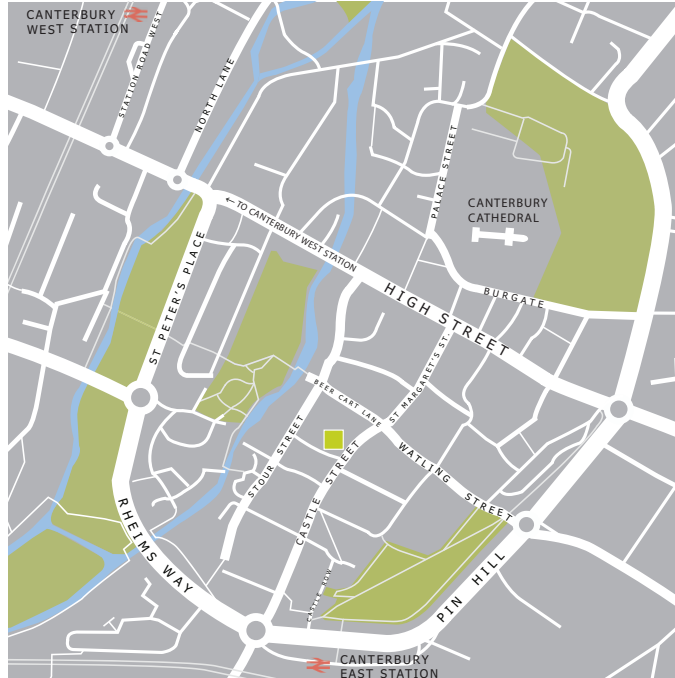 CANTERBURY
WEST STATION
STATION ROAD WEST
NORTH LANE
PALACE STREET
CANTERBURY
CATHEDRAL
← TO CANTERBURY WEST STATION
ST PETER'S PLACE
BURGATE
HIGH STREET
ST MARGARET'S ST.
BEER CART LANE
STOUR STREET
CASTLE STREET
WATLING STREET
RHEIMS WAY
CASTLE ROW
PIN HILL
CANTERBURY
EAST STATION